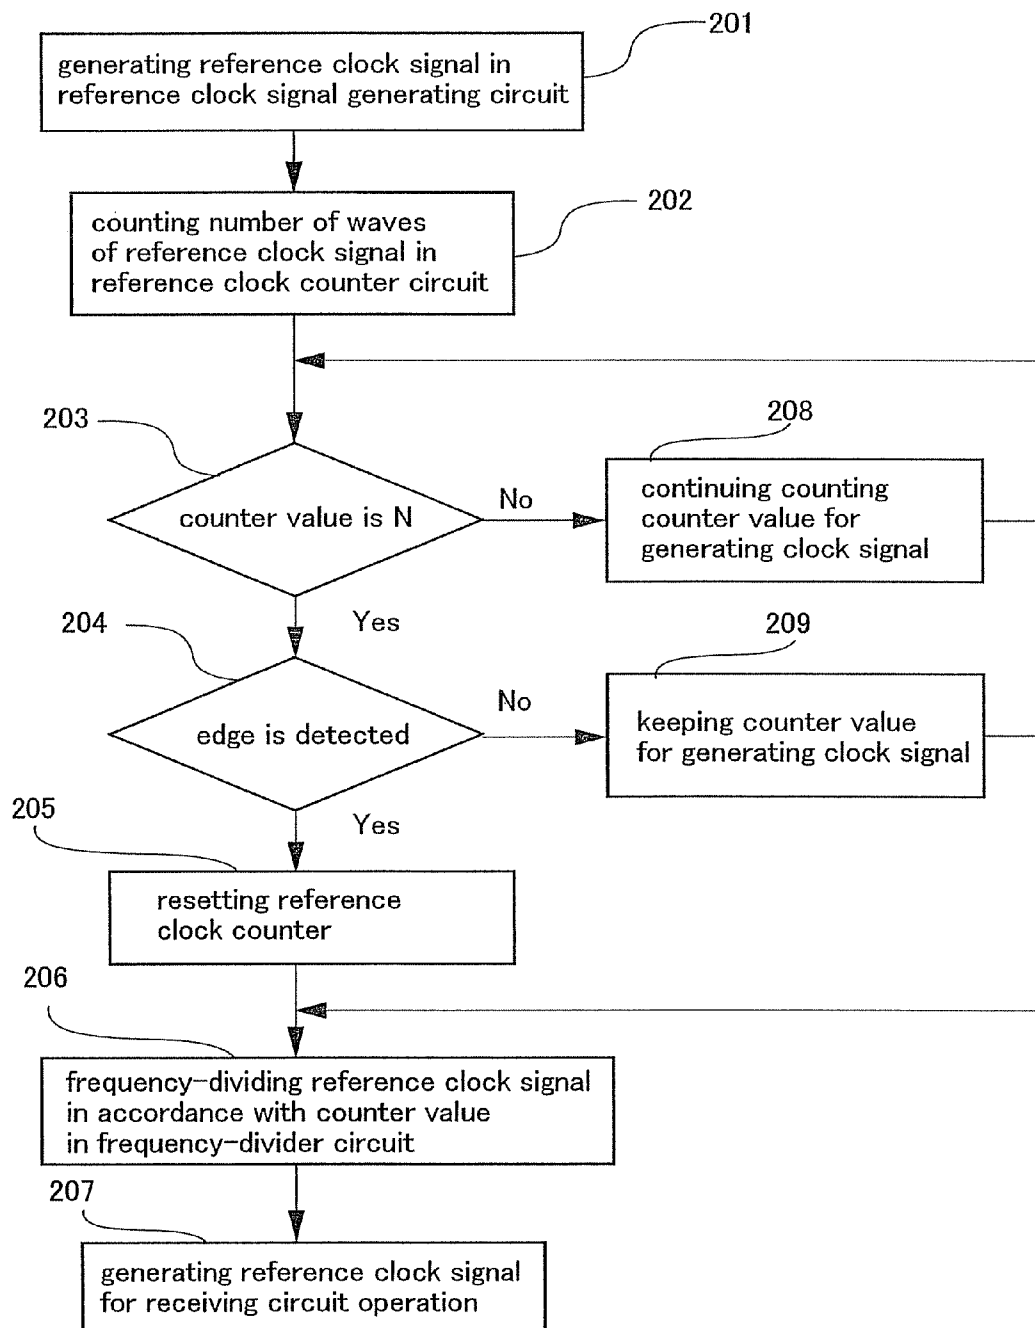 201
generating reference clock signal in
reference clock signal generating circuit
202
counting number of waves
of reference clock signal in
reference clock counter circuit
203
counter value is N
No
208
continuing counting
counter value for
generating clock signal
Yes
204
edge is detected
No
209
keeping counter value
for generating clock signal
Yes
205
resetting reference
clock counter
206
frequency-dividing reference clock signal
in accordance with counter value
in frequency-divider circuit
207
generating reference clock signal
for receiving circuit operation